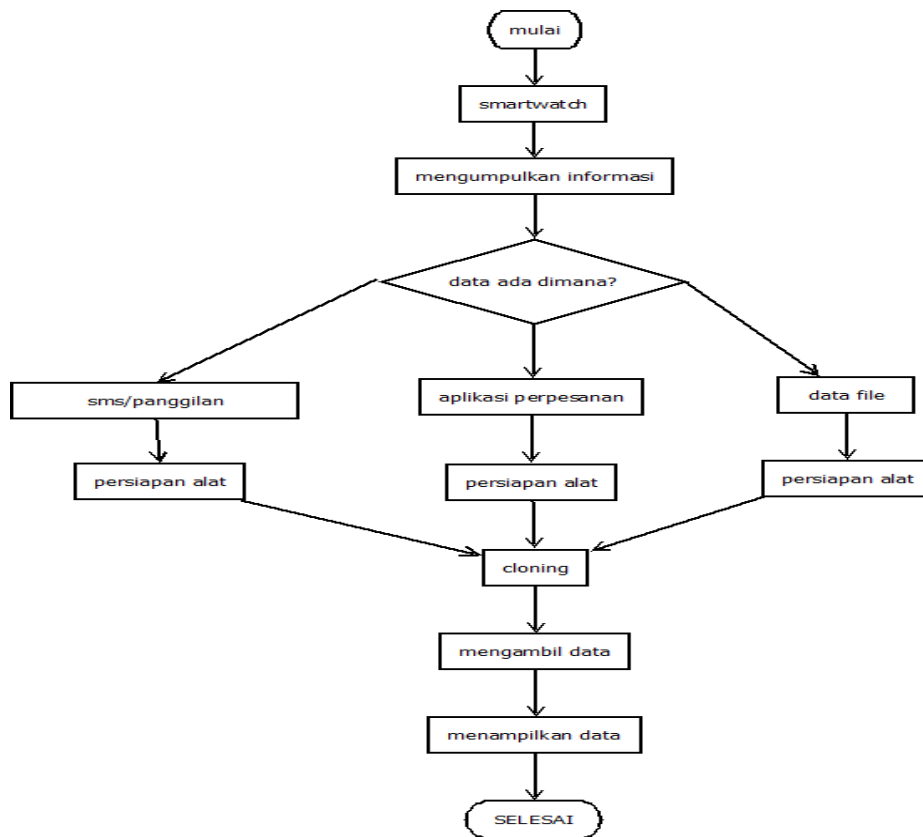 mulai
smartwatch
mengumpulkan informasi
data ada dimana?
sms/panggilan
aplikasi perpesanan
data file
persiapan alat
persiapan alat
persiapan alat
cloning
mengambil data
menampilkan data
SELESAI